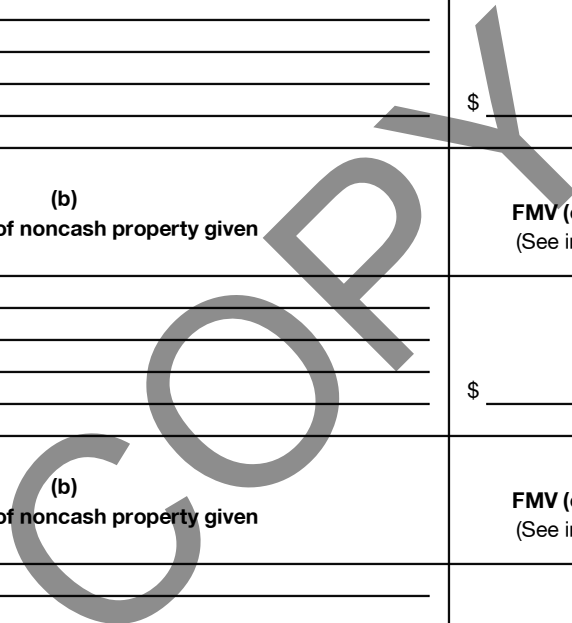 $
(b)
of noncash property given
FMV (
(See
$
(b)
of noncash property given
FMV (
(See
COPY